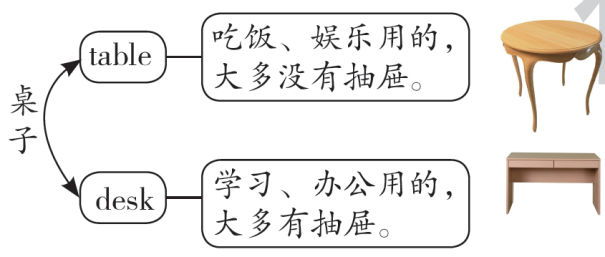 table
吃饭、娱乐用的，
大多没有抽屉。
桌子
desk
学习、办公用的，
大多有抽屉。